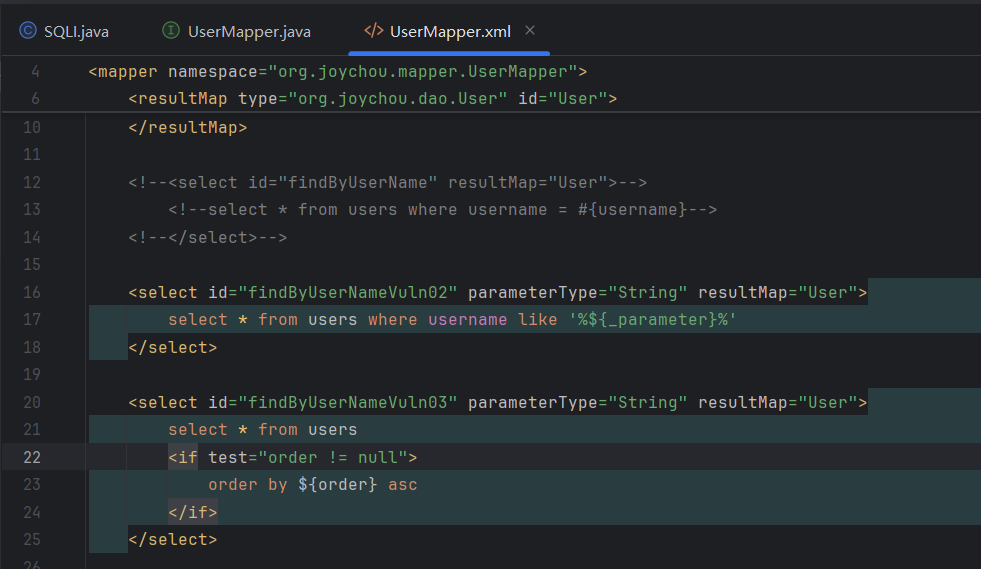 C SQLI.java I UserMapper.java </> UserMapper.xml ×
4 <mapper namespace="org.joychou.mapper.UserMapper">
6 <resultMap type="org.joychou.dao.User" id="User">
10 </resultMap>
11
12 <!--<select id="findByUserName" resultMap="User">-->
13 <!--select * from users where username = #{username}-->
14 <!--</select>-->
15
16 <select id="findByUserNameVuln02" parameterType="String" resultMap="User">
17 select * from users where username like '%${_parameter}%'
18 </select>
19
20 <select id="findByUserNameVuln03" parameterType="String" resultMap="User">
21 select * from users
22 <if test="order != null">
23 order by ${order} asc
24 </if>
25 </select>
26